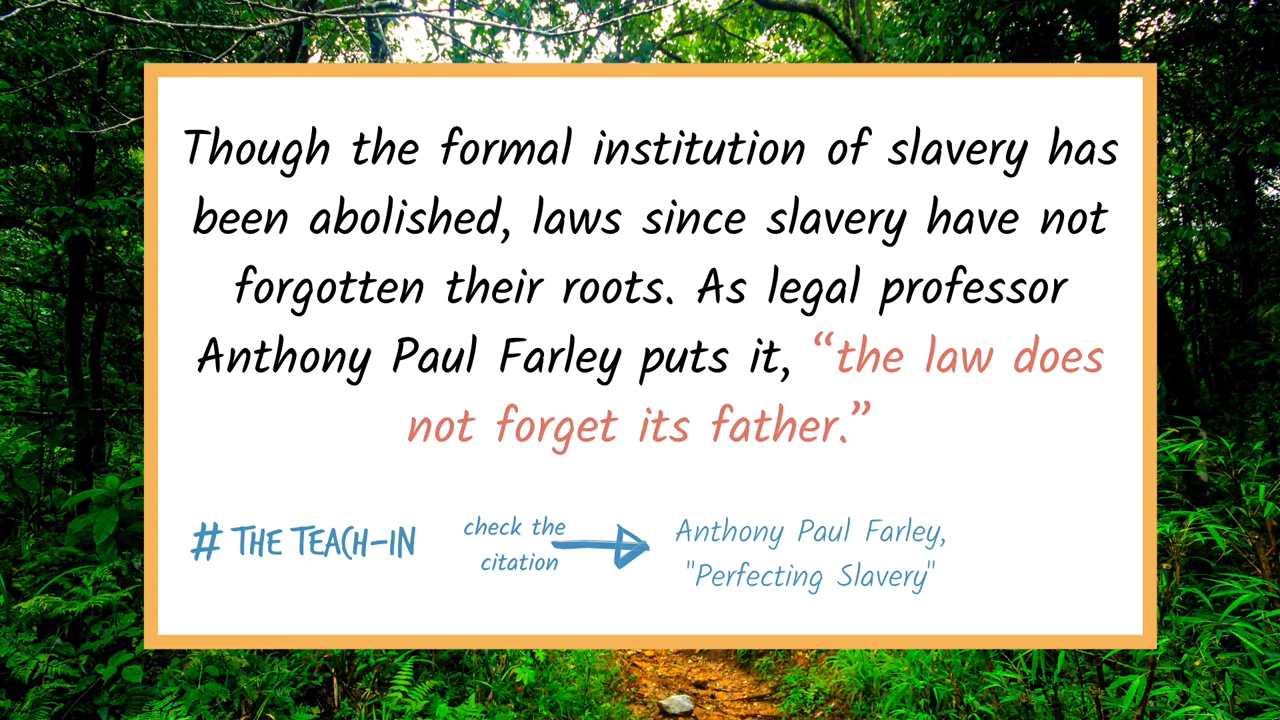 Though the formal institution of slavery has
been abolished, laws since slavery have not
forgotten their roots. As legal professor
Anthony Paul Farley puts it, “the law does
not forget its father.”
# THE TEACH-IN
check the
citation
Anthony Paul Farley,
"Perfecting Slavery"